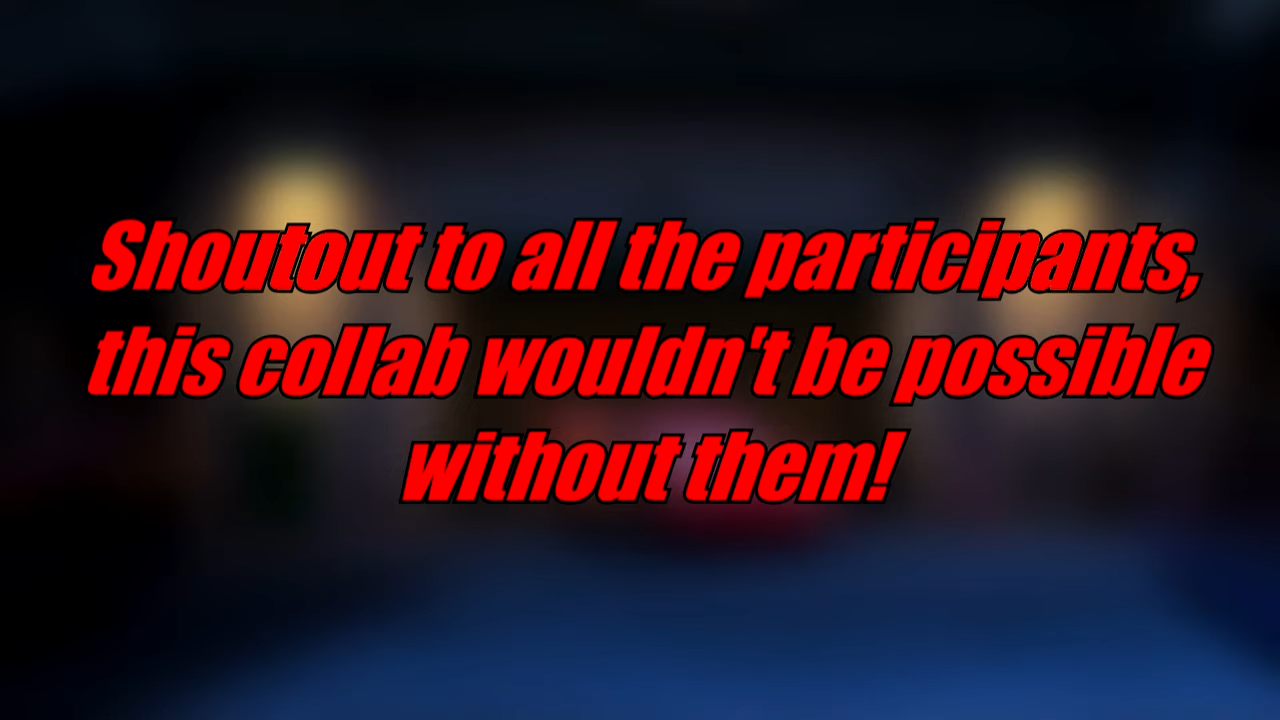 Shoutout to all the participants,
this collab wouldn't be possible
without them!